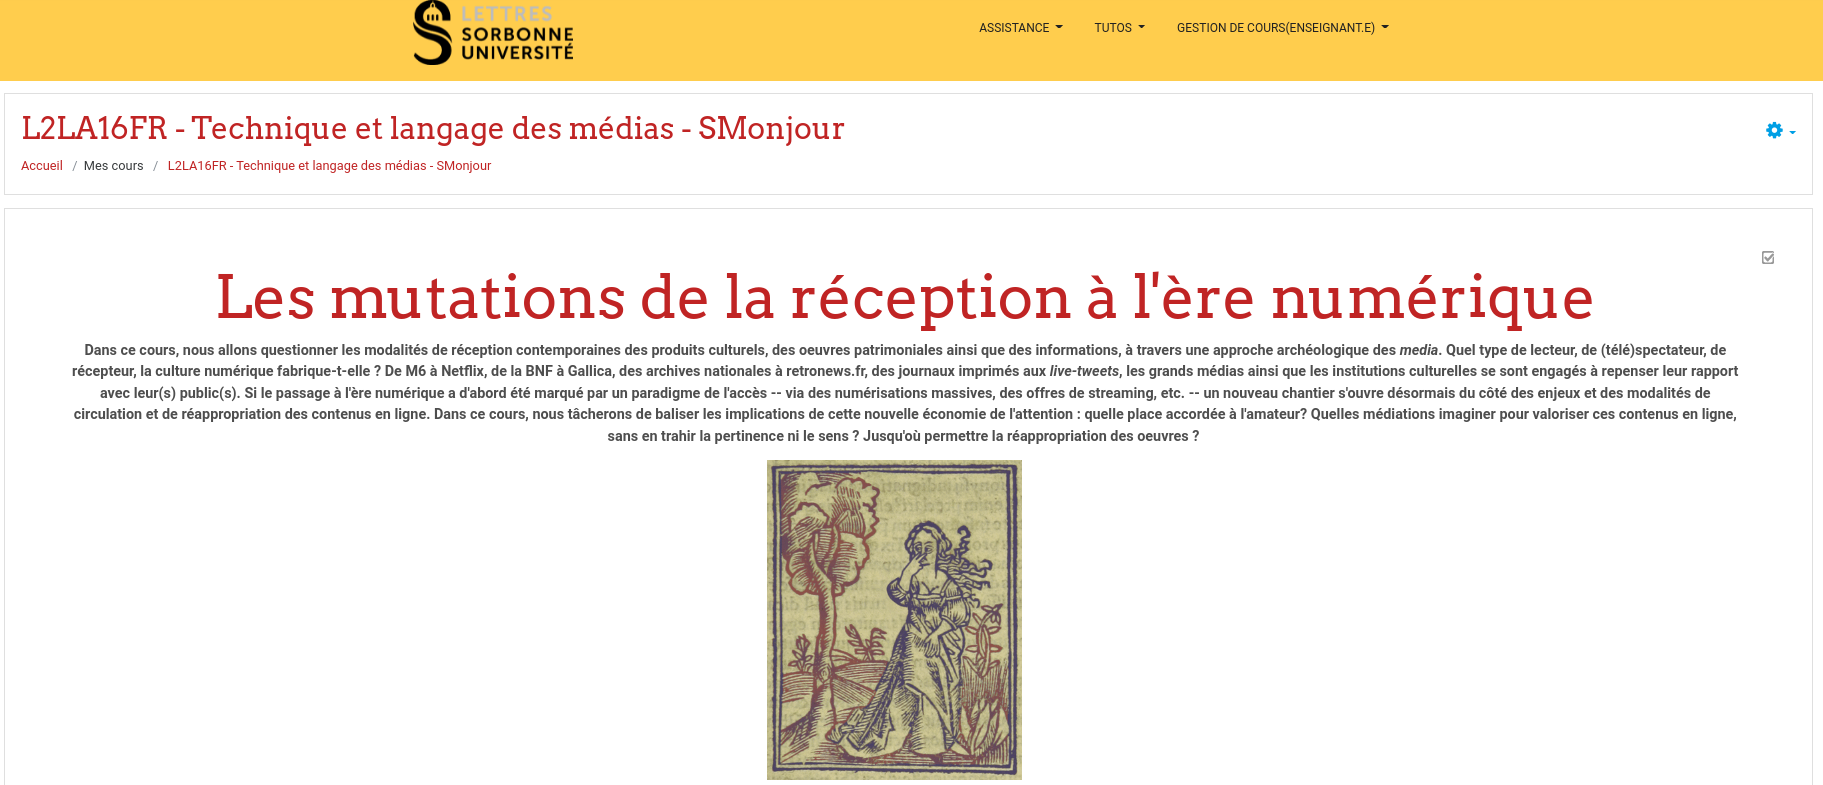 LETTRES
SORBONNE
UNIVERSITÉ
ASSISTANCE TUTOS GESTION DE COURS(ENSEIGNANT.E)
L2LA16FR - Technique et langage des médias - SMonjour
Accueil / Mes cours / L2LA16FR - Technique et langage des médias - SMonjour
Les mutations de la réception à l'ère numérique
Dans ce cours, nous allons questionner les modalités de réception contemporaines des produits culturels, des oeuvres patrimoniales ainsi que des informations, à travers une approche archéologique des media. Quel type de lecteur, de (télé)spectateur, de
récepteur, la culture numérique fabrique-t-elle ? De M6 à Netflix, de la BNF à Gallica, des archives nationales à retronews.fr, des journaux imprimés aux live-tweets, les grands médias ainsi que les institutions culturelles se sont engagés à repenser leur rapport
avec leur(s) public(s). Si le passage à l'ère numérique a d'abord été marqué par un paradigme de l'accès -- via des numérisations massives, des offres de streaming, etc. -- un nouveau chantier s'ouvre désormais du côté des enjeux et des modalités de
circulation et de réappropriation des contenus en ligne. Dans ce cours, nous tâcherons de baliser les implications de cette nouvelle économie de l'attention : quelle place accordée à l'amateur? Quelles médiations imaginer pour valoriser ces contenus en ligne,
sans en trahir la pertinence ni le sens ? Jusqu'où permettre la réappropriation des oeuvres ?